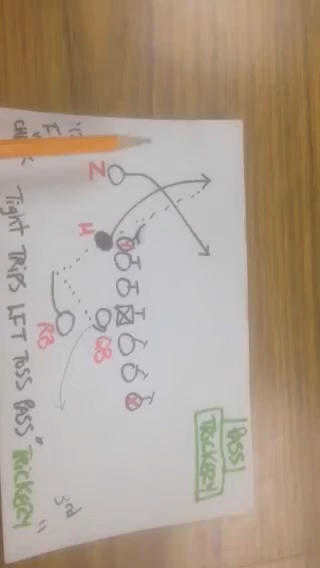 PASS
TRICKERY
Z
H
Y
QB
X
RB
3rd
Tight TRIPS LFT TOSS PASS "TRICKERY"